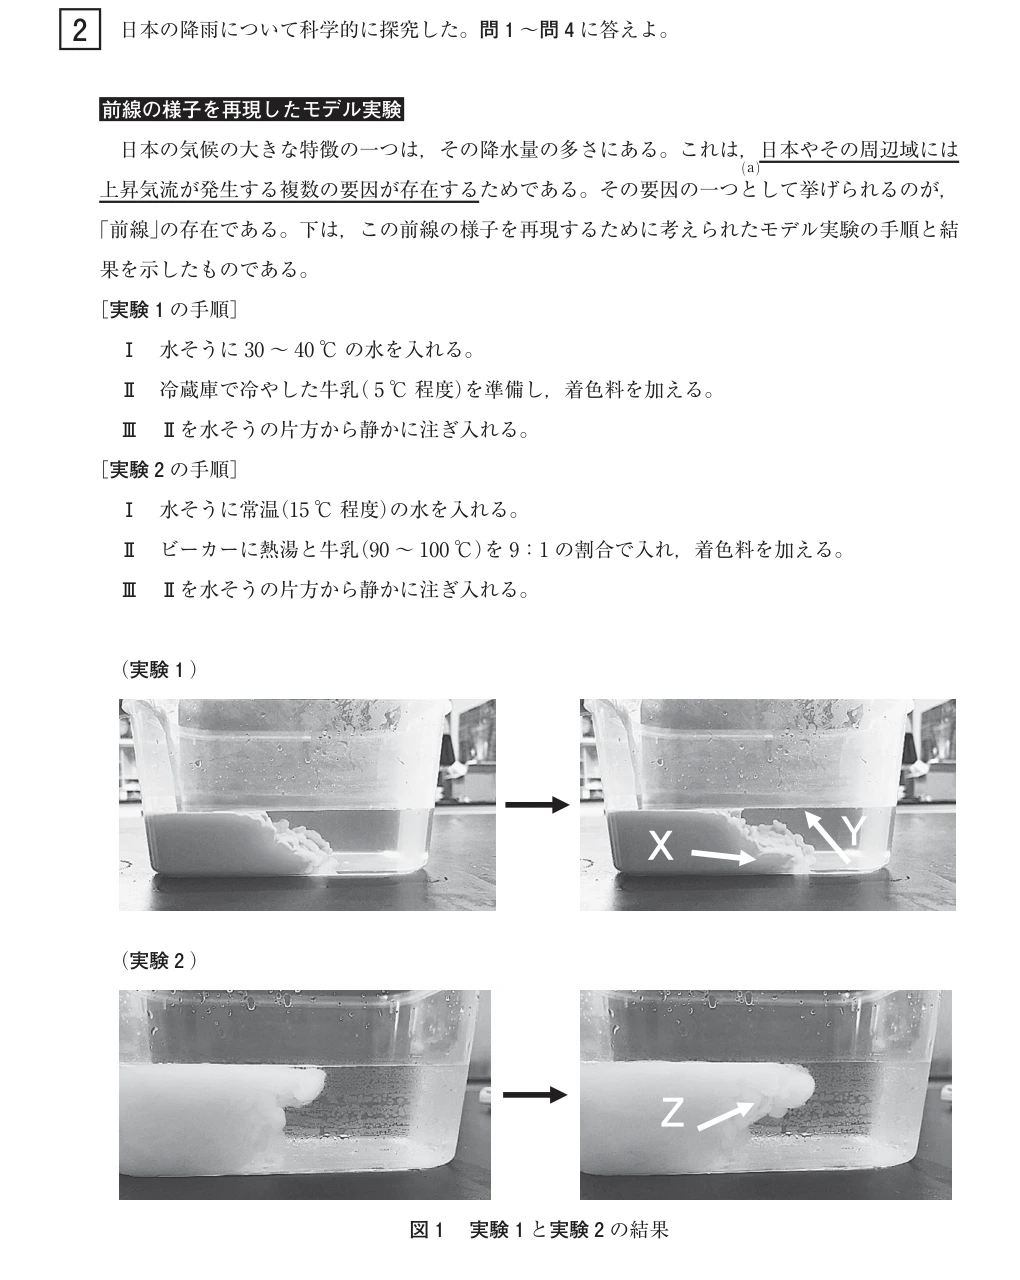 2 日本の降雨について科学的に探究した。問1～問4に答えよ。
前線の様子を再現したモデル実験
日本の気候の大きな特徴の一つは，その降水量の多さにある。これは，日本やその周辺域には
(a)
上昇気流が発生する複数の要因が存在するためである。その要因の一つとして挙げられるのが，
「前線」の存在である。下は，この前線の様子を再現するために考えられたモデル実験の手順と結
果を示したものである。
［実験1の手順］
Ⅰ 水そうに30～40℃の水を入れる。
Ⅱ 冷蔵庫で冷やした牛乳(5℃程度)を準備し，着色料を加える。
Ⅲ Ⅱを水そうの片方から静かに注ぎ入れる。
［実験2の手順］
Ⅰ 水そうに常温(15℃程度)の水を入れる。
Ⅱ ビーカーに熱湯と牛乳(90～100℃)を9：1の割合で入れ，着色料を加える。
Ⅲ Ⅱを水そうの片方から静かに注ぎ入れる。
（実験1）
X Y
（実験2）
Z
図1 実験1と実験2の結果